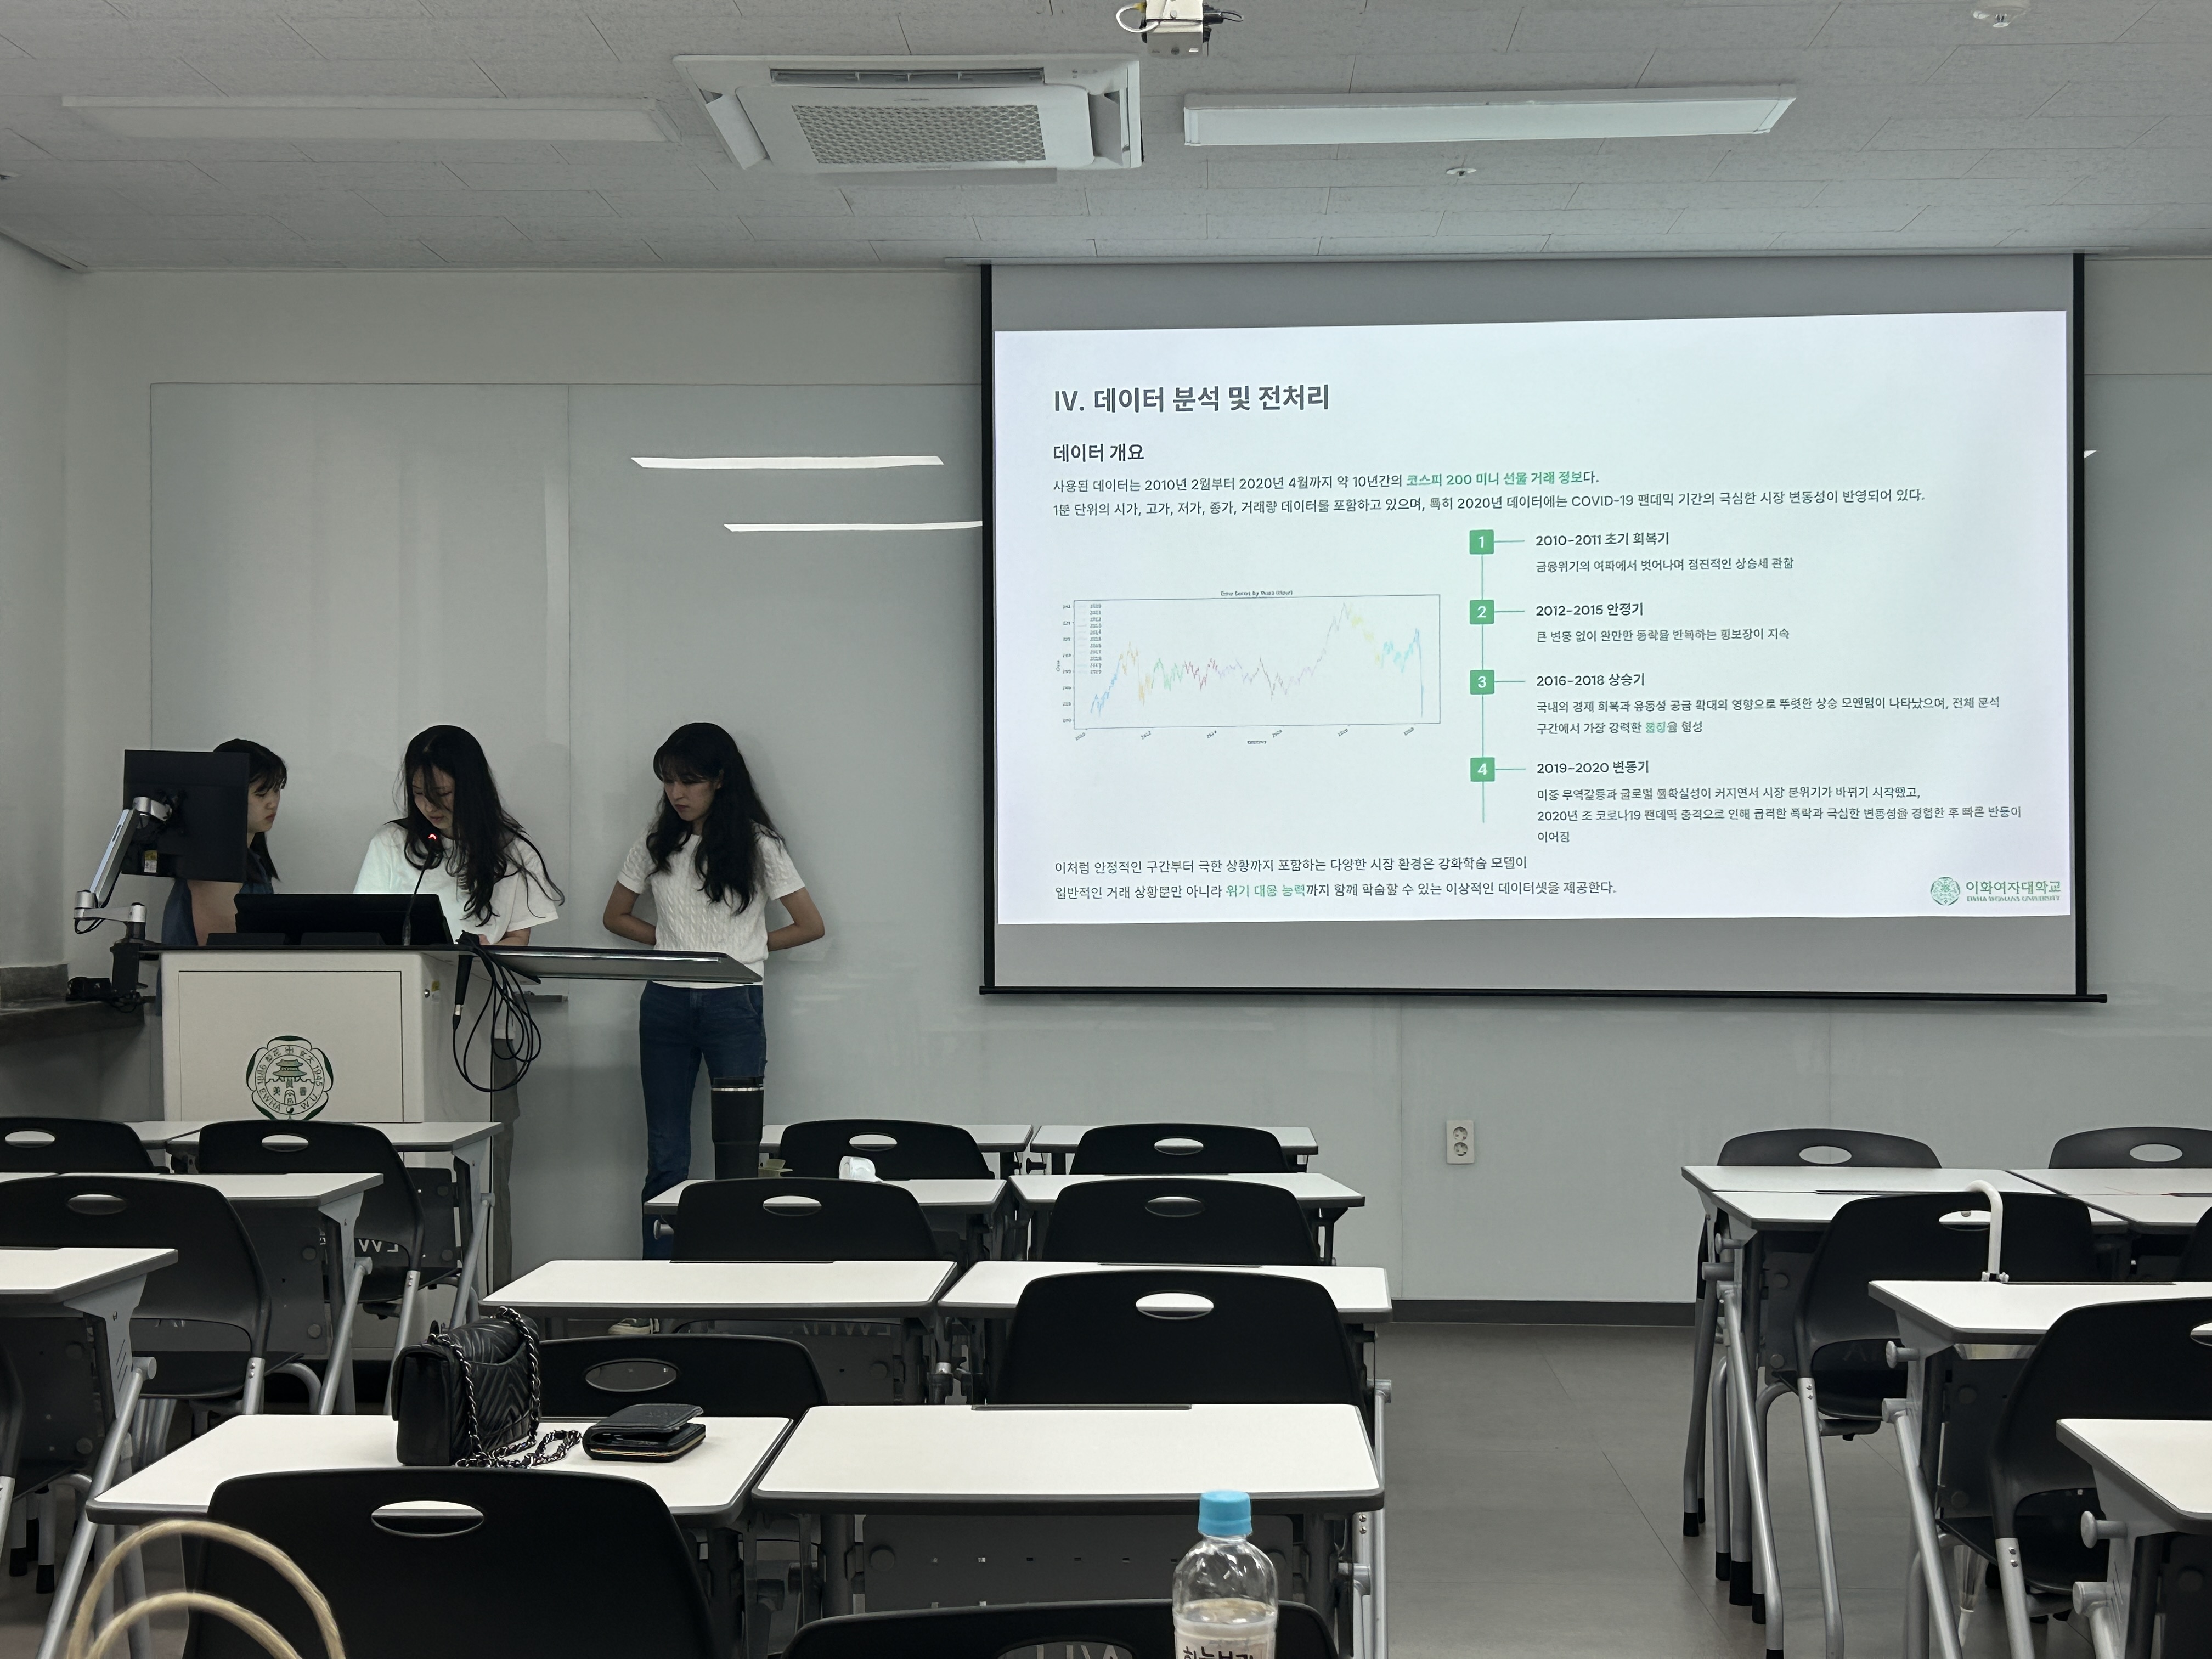 IV. 데이터 분석 및 전처리
데이터 개요
사용된 데이터는 2010년 2월부터 2020년 4월까지 약 10년간의 코스피 200 미니 선물 거래 정보다.
1분 단위의 시가, 고가, 저가, 종가, 거래량 데이터를 포함하고 있으며, 특히 2020년 데이터에는 COVID-19 팬데믹 기간의 극심한 시장 변동성이 반영되어 있다.
1
2010-2011 초기 회복기
금융위기의 여파에서 벗어나며 점진적인 상승세 관찰
2
2012-2015 안정기
큰 변동 없이 완만한 등락을 반복하는 횡보장이 지속
3
2016-2018 상승기
국내외 경제 회복과 유동성 공급 확대의 영향으로 뚜렷한 상승 모멘텀이 나타났으며, 전체 분석
구간에서 가장 강력한 불장을 형성
4
2019-2020 변동기
미중 무역갈등과 글로벌 불확실성이 커지면서 시장 분위기가 바뀌기 시작했고,
2020년 초 코로나19 팬데믹 충격으로 인해 급격한 폭락과 극심한 변동성을 경험한 후 빠른 반등이
이어짐
이처럼 안정적인 구간부터 극한 상황까지 포함하는 다양한 시장 환경은 강화학습 모델이
일반적인 거래 상황뿐만 아니라 위기 대응 능력까지 함께 학습할 수 있는 이상적인 데이터셋을 제공한다.
이화여자대학교
EWHA WOMANS UNIVERSITY
1886 EWHA W.U. 1945